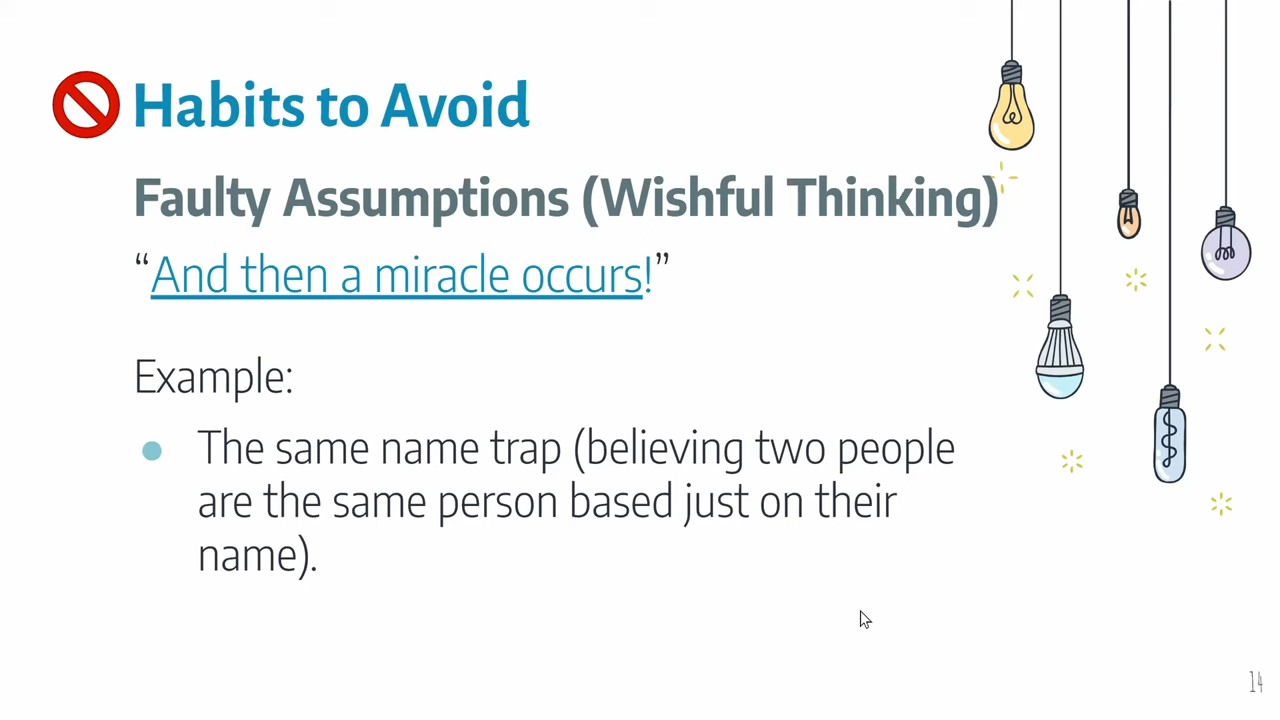 Habits to Avoid
Faulty Assumptions (Wishful Thinking)
“And then a miracle occurs!”
Example:
The same name trap (believing two people
are the same person based just on their
name).
14